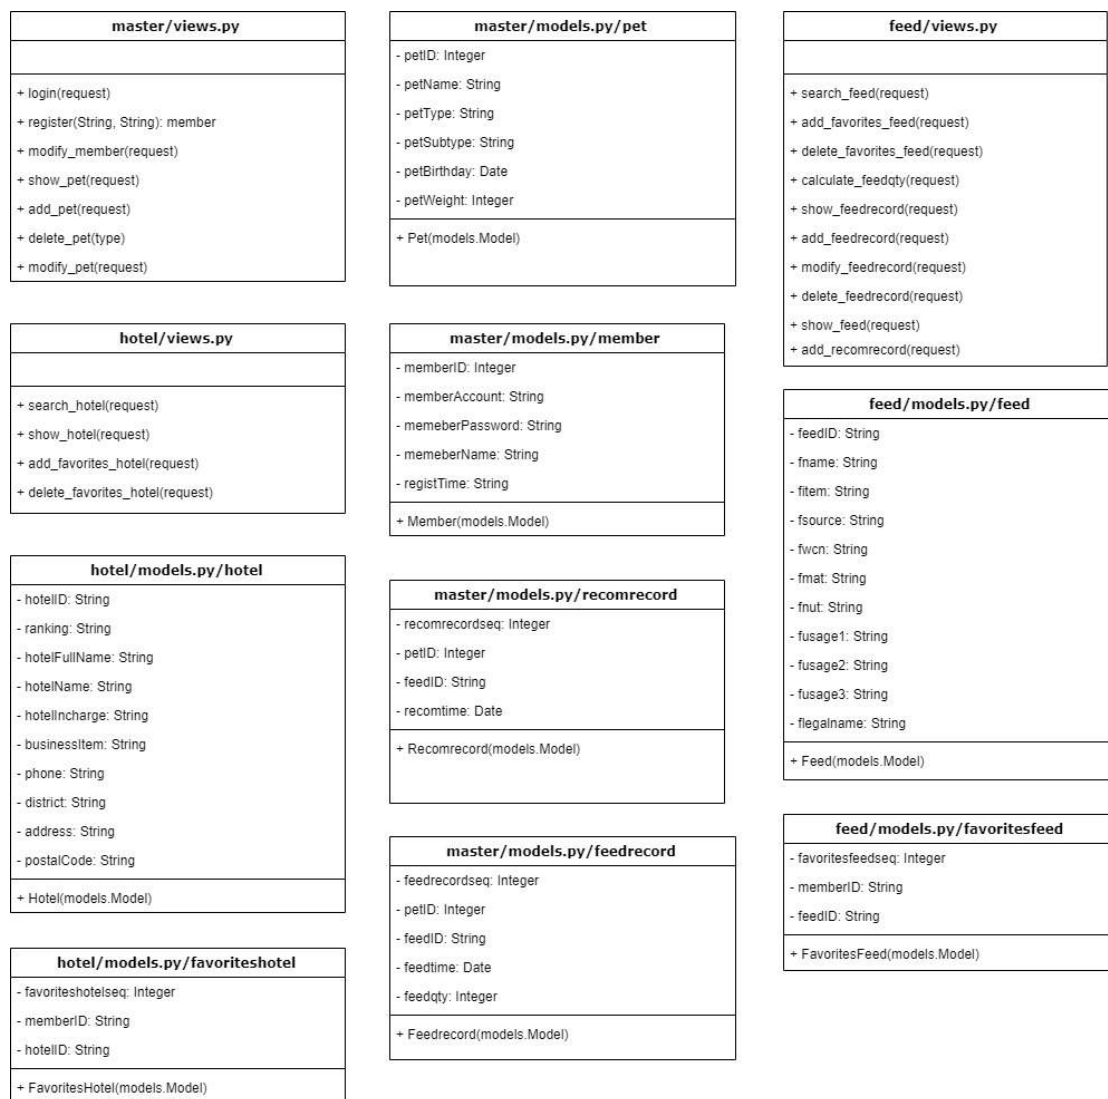 master/views.py
+ login(request)
+ register(String, String): member
+ modify_member(request)
+ show_pet(request)
+ add_pet(request)
+ delete_pet(type)
+ modify_pet(request)
hotel/views.py
+ search_hotel(request)
+ show_hotel(request)
+ add_favorites_hotel(request)
+ delete_favorites_hotel(request)
hotel/models.py/hotel
- hotelID: String
- ranking: String
- hotelFullName: String
- hotelName: String
- hotelIncharge: String
- businessItem: String
- phone: String
- district: String
- address: String
- postalCode: String
+ Hotel(models.Model)
hotel/models.py/favoriteshotel
- favoriteshotelseq: Integer
- memberID: String
- hotelID: String
+ FavoritesHotel(models.Model)
master/models.py/pet
- petID: Integer
- petName: String
- petType: String
- petSubtype: String
- petBirthday: Date
- petWeight: Integer
+ Pet(models.Model)
master/models.py/member
- memberID: Integer
- memberAccount: String
- memeberPassword: String
- memeberName: String
- registTime: String
+ Member(models.Model)
master/models.py/recomrecord
- recomrecordseq: Integer
- petID: Integer
- feedID: String
- recomtime: Date
+ Recomrecord(models.Model)
master/models.py/feedrecord
- feedrecordseq: Integer
- petID: Integer
- feedID: String
- feedtime: Date
- feedqty: Integer
+ Feedrecord(models.Model)
feed/views.py
+ search_feed(request)
+ add_favorites_feed(request)
+ delete_favorites_feed(request)
+ calculate_feedqty(request)
+ show_feedrecord(request)
+ add_feedrecord(request)
+ modify_feedrecord(request)
+ delete_feedrecord(request)
+ show_feed(request)
+ add_recomrecord(request)
feed/models.py/feed
- feedID: String
- fname: String
- fitem: String
- fsource: String
- fwcn: String
- fmat: String
- fnut: String
- fusage1: String
- fusage2: String
- fusage3: String
- flegalname: String
+ Feed(models.Model)
feed/models.py/favoritesfeed
- favoritesfeedseq: Integer
- memberID: String
- feedID: String
+ FavoritesFeed(models.Model)